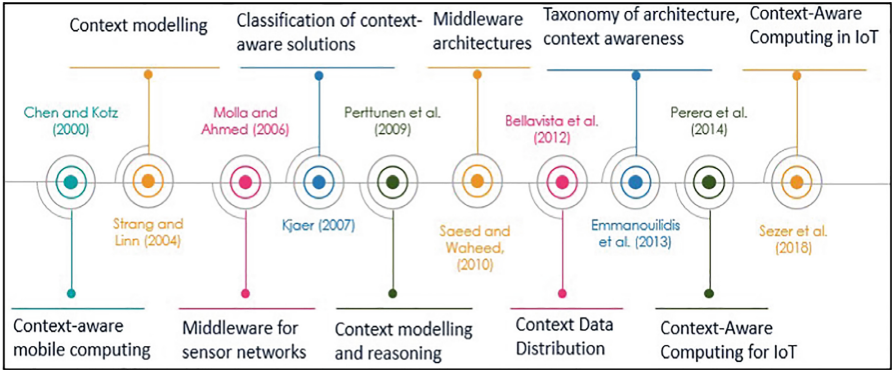 Context modelling
Classification of context-
aware solutions
Middleware
architectures
Taxonomy of architecture,
context awareness
Context-Aware
Computing in IoT
Chen and Kotz
(2000)
Molla and
Ahmed (2006)
Perttunen et al.
(2009)
Bellavista et al.
(2012)
Perera et al.
(2014)
Strang and
Linn (2004)
Kjaer (2007)
Saeed and
Waheed,
(2010)
Emmanouilidis
et al. (2013)
Sezer et al.
(2018)
Context-aware
mobile computing
Middleware for
sensor networks
Context modelling
and reasoning
Context Data
Distribution
Context-Aware
Computing for IoT